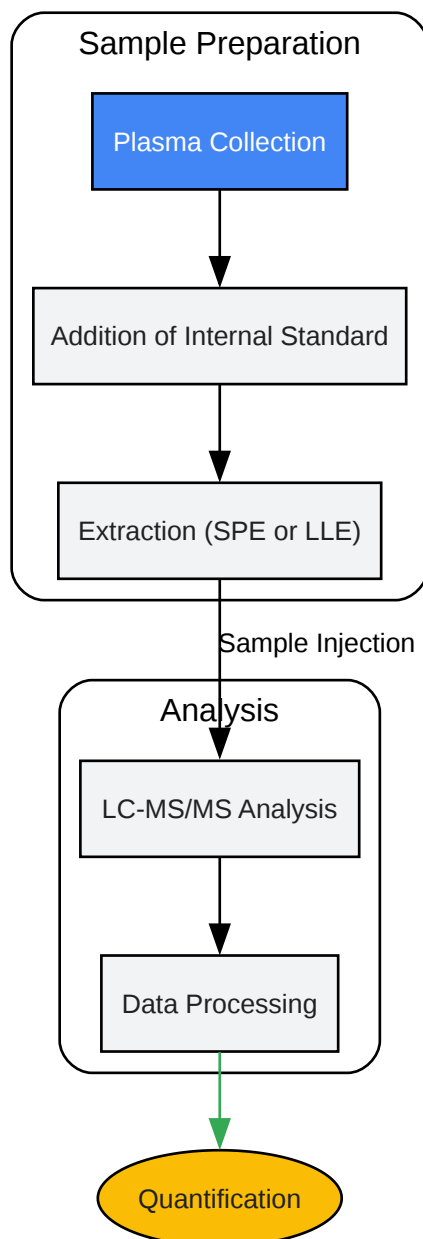 Sample Preparation
Plasma Collection
Addition of Internal Standard
Extraction (SPE or LLE)
Sample Injection
Analysis
LC-MS/MS Analysis
Data Processing
Quantification